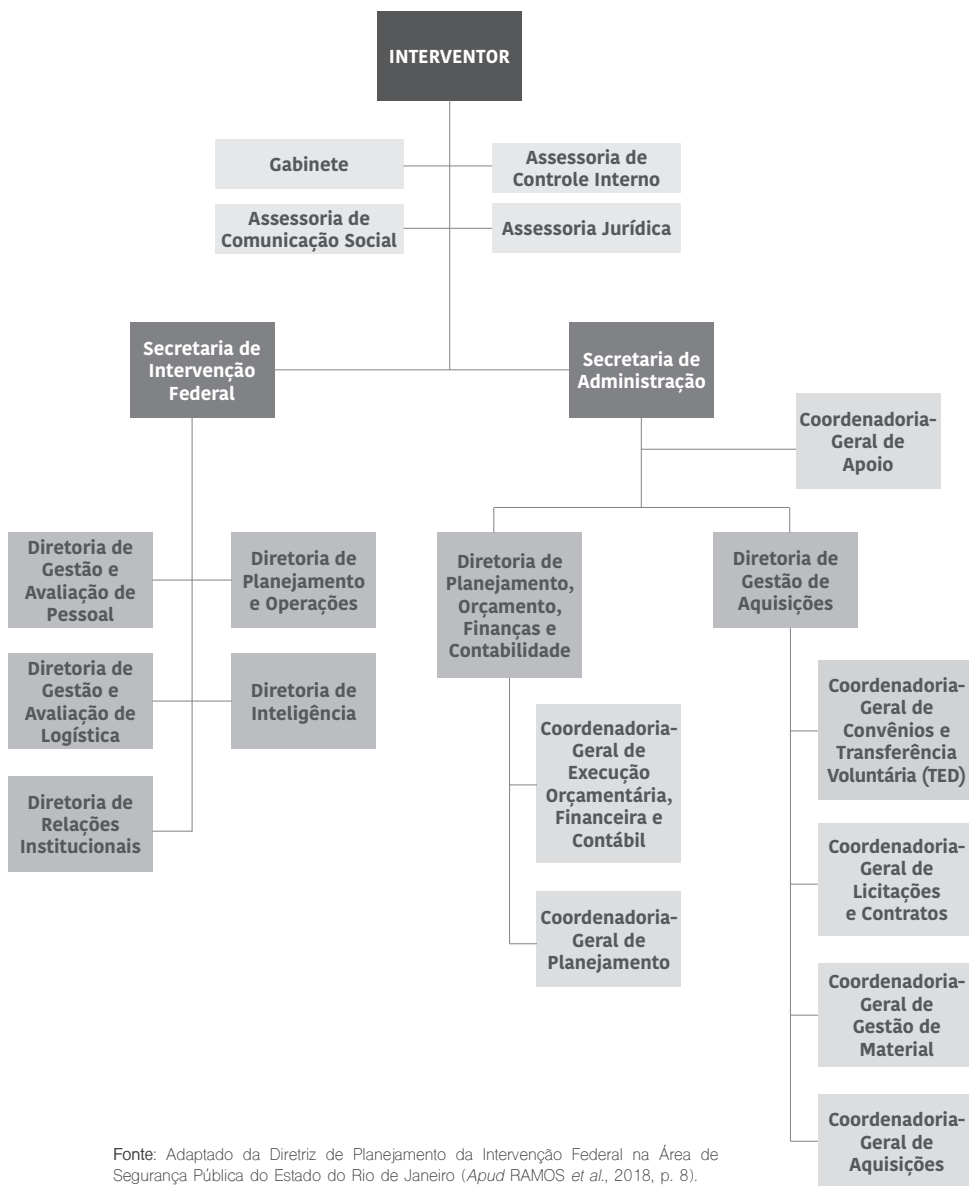 INTERVENTOR
Gabinete
Assessoria de
Controle Interno
Assessoria de
Comunicação Social
Assessoria Jurídica
Secretaria de
Intervenção
Federal
Secretaria de
Administração
Coordenadoria-
Geral de
Apoio
Diretoria de
Gestão e
Avaliação de
Pessoal
Diretoria de
Planejamento
e Operações
Diretoria de
Gestão e
Avaliação de
Logística
Diretoria de
Inteligência
Diretoria de
Relações
Institucionais
Diretoria de
Planejamento,
Orçamento,
Finanças e
Contabilidade
Coordenadoria-
Geral de
Execução
Orçamentária,
Financeira e
Contábil
Coordenadoria-
Geral de
Planejamento
Diretoria de
Gestão de
Aquisições
Coordenadoria-
Geral de
Convênios e
Transferência
Voluntária (TED)
Coordenadoria-
Geral de
Licitações
e Contratos
Coordenadoria-
Geral de
Gestão de
Material
Coordenadoria-
Geral de
Aquisições
Fonte: Adaptado da Diretriz de Planejamento da Intervenção Federal na Área de
Segurança Pública do Estado do Rio de Janeiro (Apud RAMOS et al., 2018, p. 8).